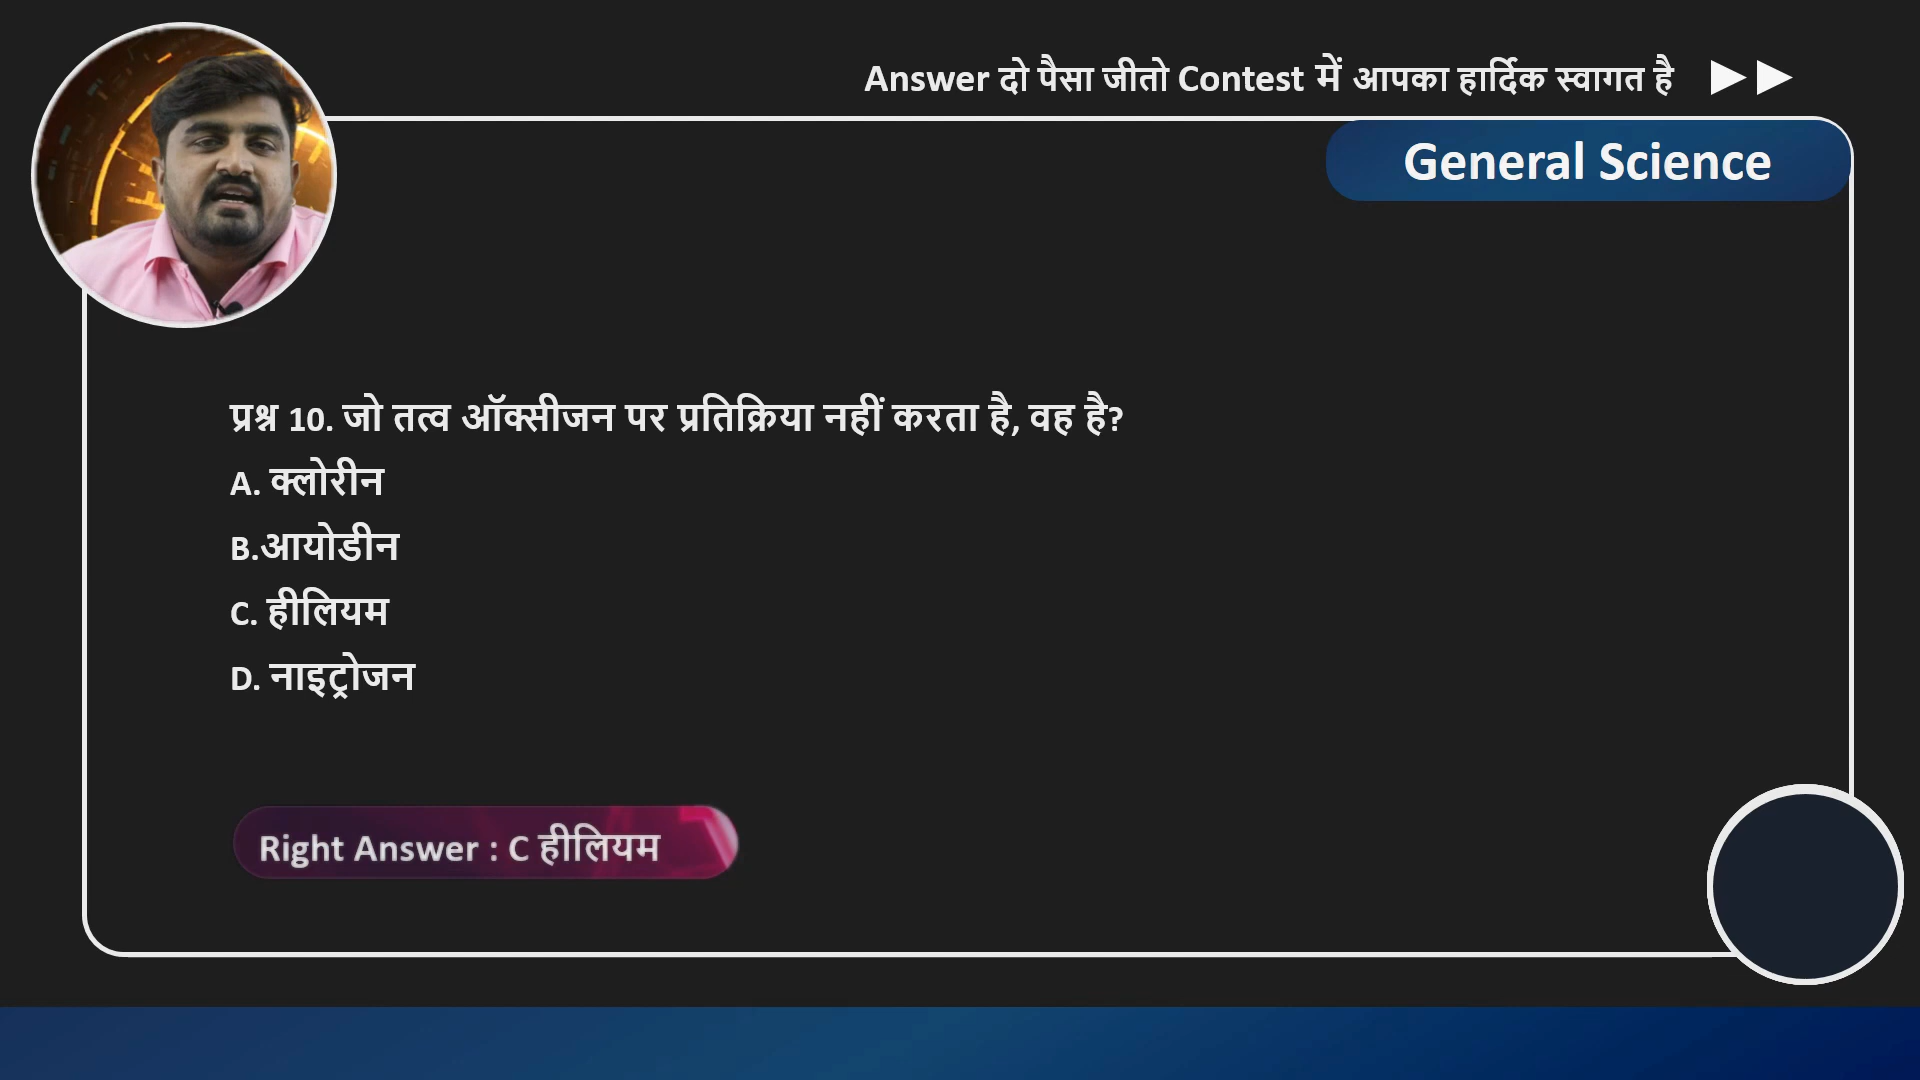 Answer दो पैसा जीतो Contest में आपका हार्दिक स्वागत है
General Science
प्रश्न 10. जो तत्व ऑक्सीजन पर प्रतिक्रिया नहीं करता है, वह है?
A. क्लोरीन
B.आयोडीन
C. हीलियम
D. नाइट्रोजन
Right Answer : C हीलियम